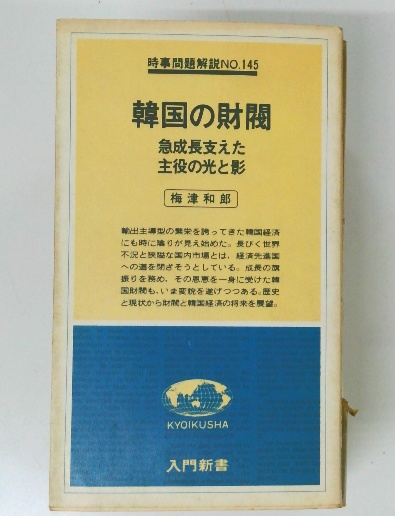 時事問題解説NO.145
韓国の財閥
急成長支えた
主役の光と影
梅津和郎
輸出主導型の繁栄を誇ってきた韓国経済
にも時に陰りが見え始めた。長びく世界
不況と狭隘な国内市場とは、経済先進国
への道を閉ざそうとしている。成長の旗
振りを務め、その恩恵を一身に受けた韓
国財閥も、いま変貌を遂げつつある。歴史
と現状から財閥と韓国経済の将来を展望。
KYOIKUSHA
入門新書